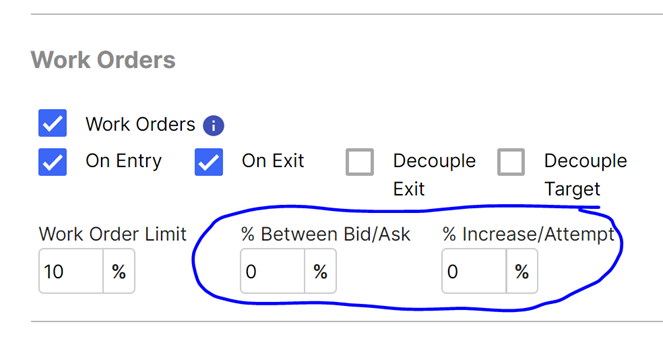 Work Orders
Work Orders
On Entry On Exit Decouple Exit Decouple Target
Work Order Limit % Between Bid/Ask % Increase/Attempt
10 % 0 % 0 %